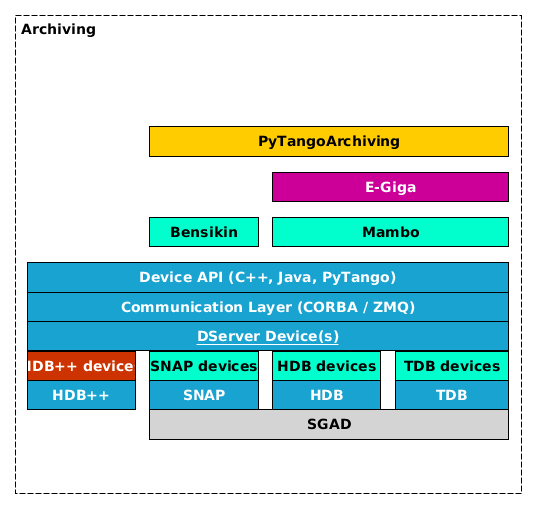 Archiving
PyTangoArchiving
E-Giga
Bensikin
Mambo
Device API (C++, Java, PyTango)
Communication Layer (CORBA / ZMQ)
DServer Device(s)
IDB++ device
SNAP devices
HDB devices
TDB devices
HDB++
SNAP
HDB
TDB
SGAD